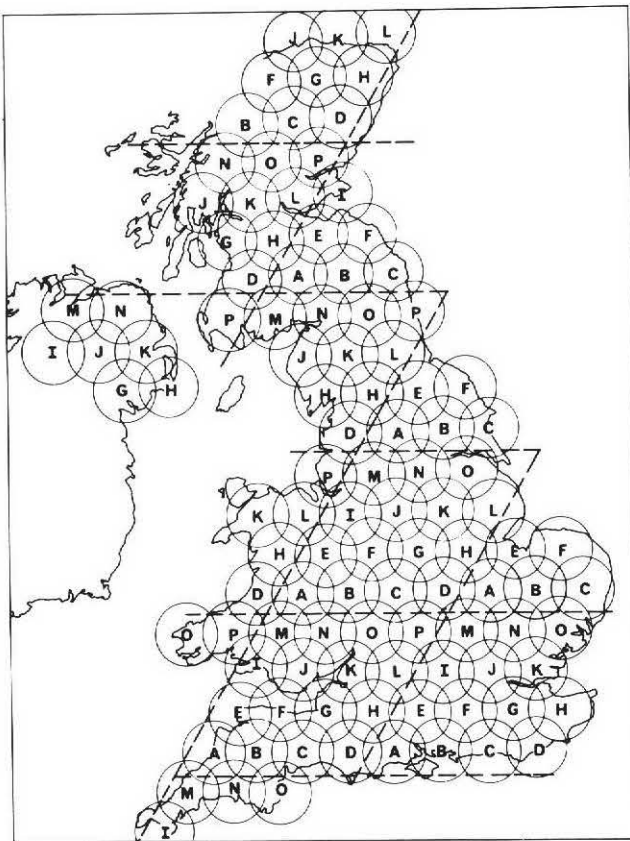 J K L
F G H
B C D
N O P
J K L I
G H E F
D A B C
M N P M N O P
I J K J K L
G H H H E F
D A B C
P M N O
K L I J K L
H E F G H E F
D A B C D A B C
O P M N O P M N O
I J K L I J K
E F G H E F G H
A B C D A B C D
M N O
I